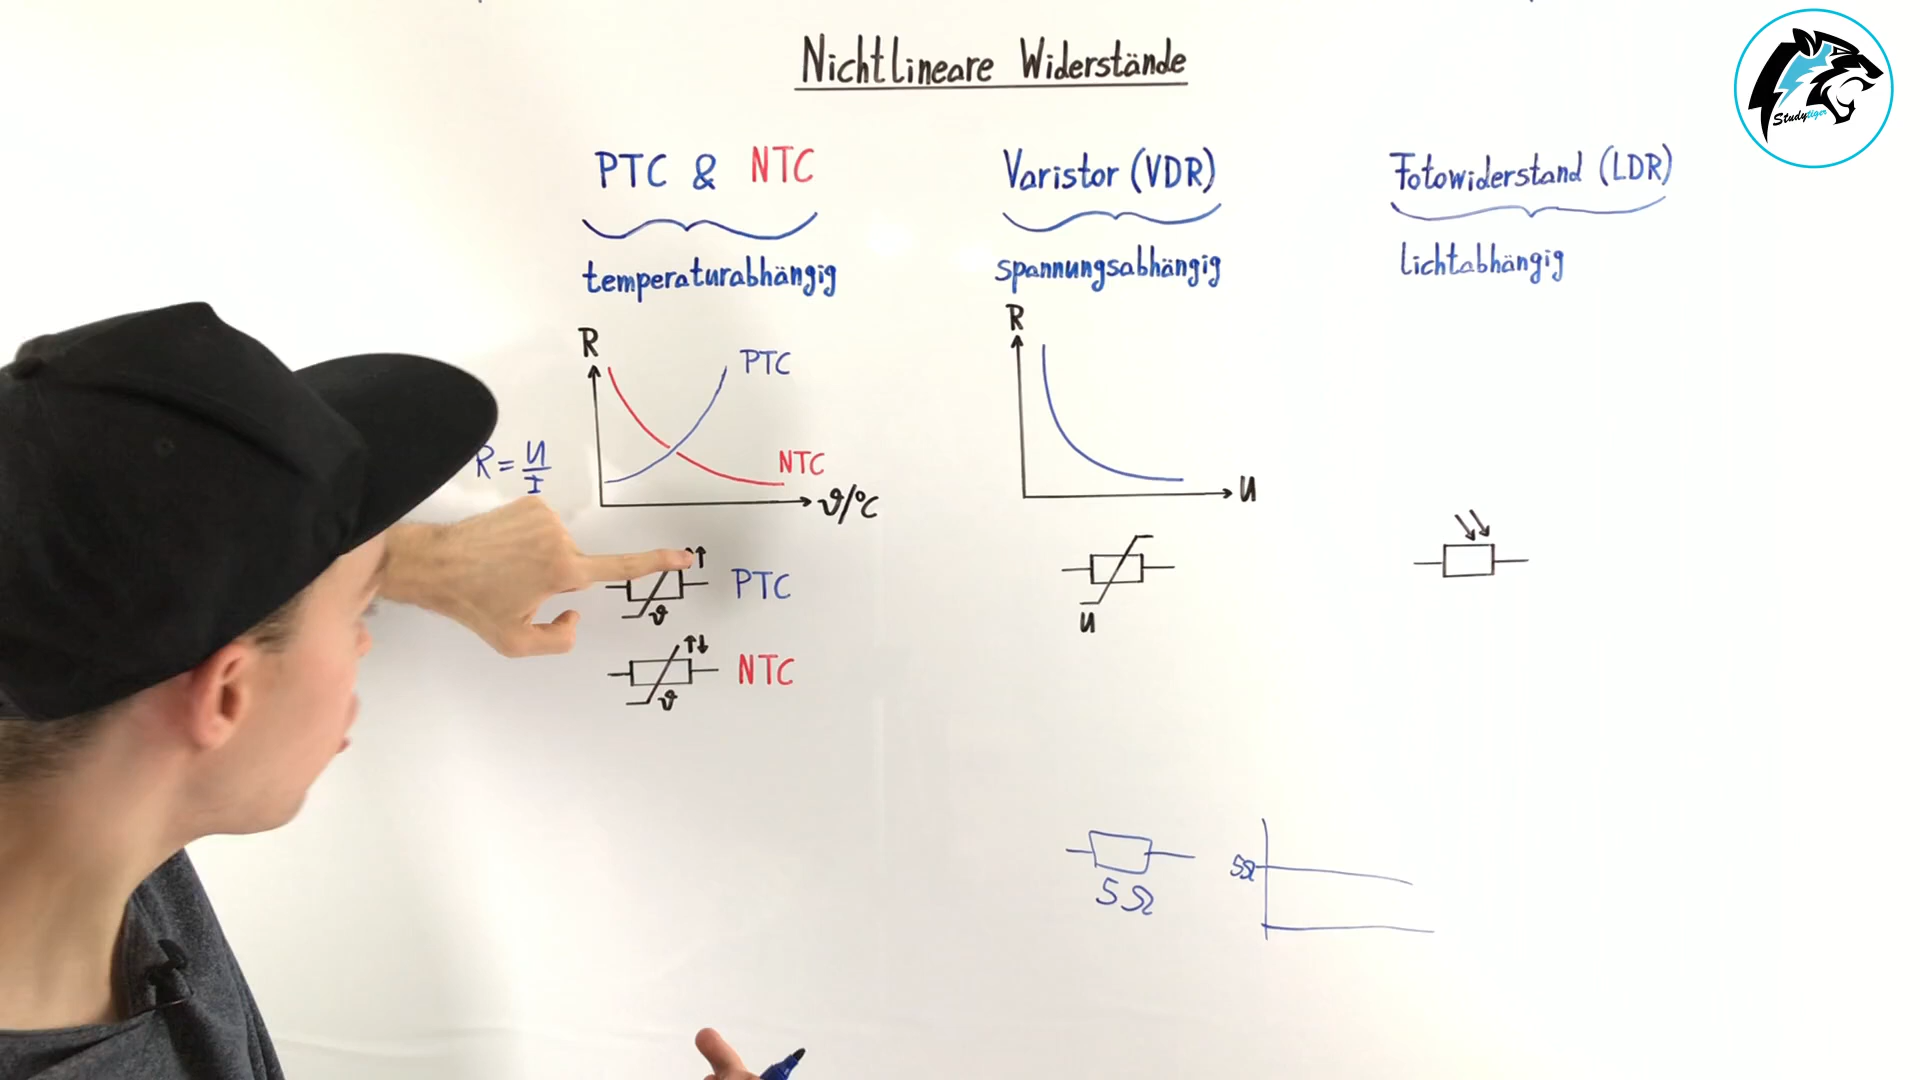 Nichtlineare Widerstände
Studytiger
PTC & NTC
temperaturabhängig
R
PTC
NTC
ϑ/°C
R = U/I
↑↑
ϑ
PTC
↑↓
ϑ
NTC
Varistor (VDR)
spannungsabhängig
R
U
U
Fotowiderstand (LDR)
lichtabhängig
5Ω
5Ω